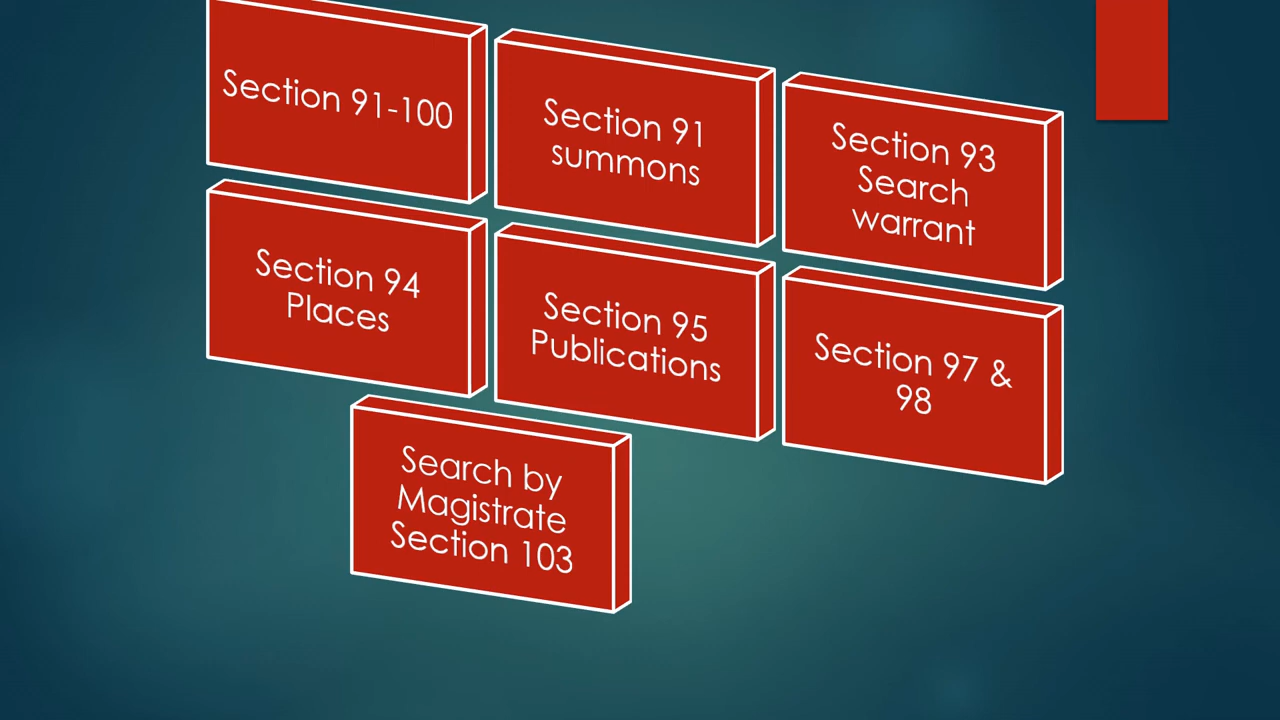 Section 91-100
Section 91
summons
Section 93
Search
warrant
Section 94
Places
Section 95
Publications
Section 97 &
98
Search by
Magistrate
Section 103